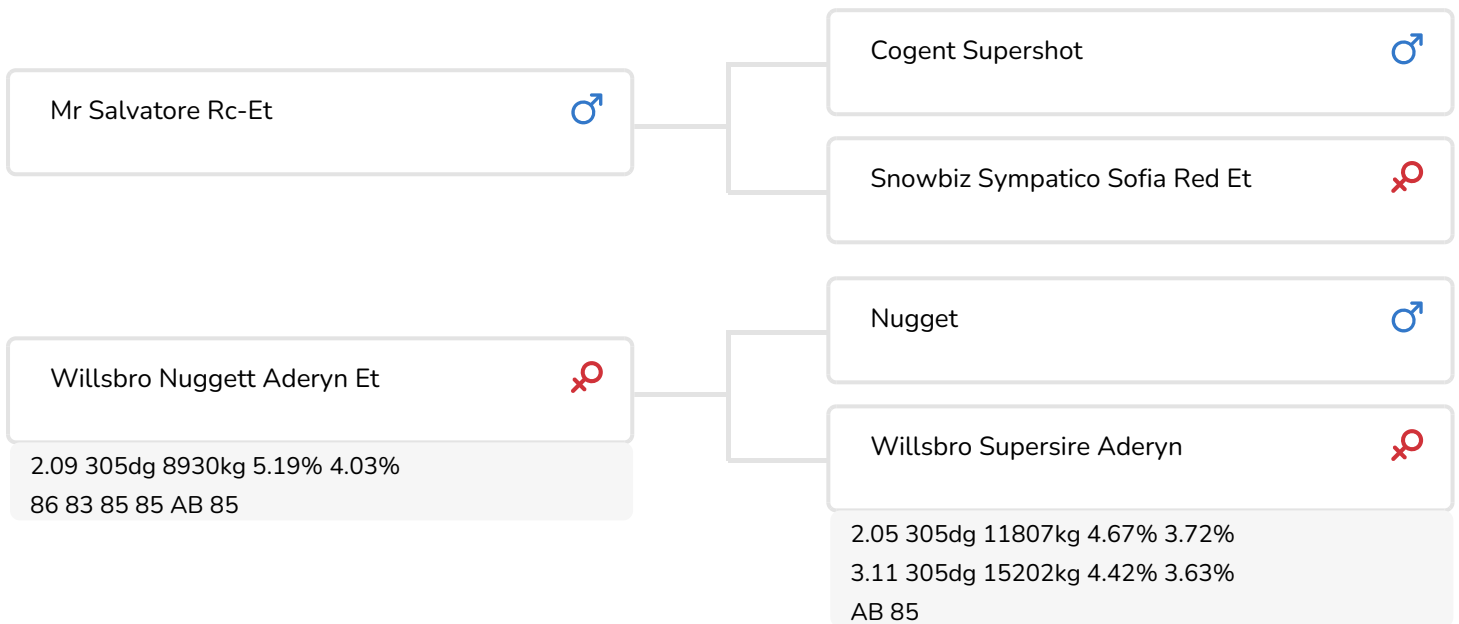 Mr Salvatore Rc-Et
Cogent Supershot
Snowbiz Sympatico Sofia Red Et
Willsbro Nuggett Aderyn Et
2.09 305dg 8930kg 5.19% 4.03%
86 83 85 85 AB 85
Nugget
Willsbro Supersire Aderyn
2.05 305dg 11807kg 4.67% 3.72%
3.11 305dg 15202kg 4.42% 3.63%
AB 85